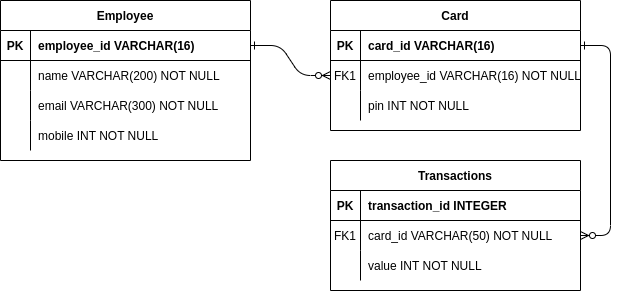 Employee
PK employee_id VARCHAR(16)
name VARCHAR(200) NOT NULL
email VARCHAR(300) NOT NULL
mobile INT NOT NULL
Card
PK card_id VARCHAR(16)
FK1 employee_id VARCHAR(16) NOT NULL
pin INT NOT NULL
Transactions
PK transaction_id INTEGER
FK1 card_id VARCHAR(50) NOT NULL
value INT NOT NULL